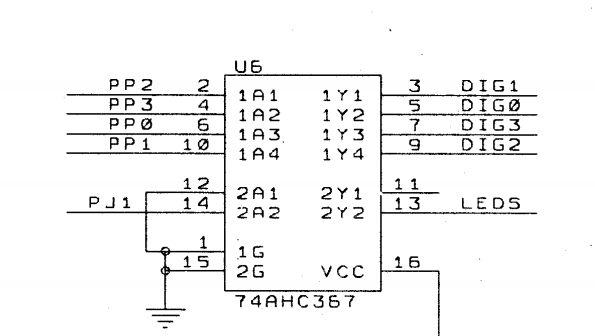 U6
PP2 2 1A1 1Y1 3 DIG1
PP3 4 1A2 1Y2 5 DIG0
PP0 6 1A3 1Y3 7 DIG3
PP1 10 1A4 1Y4 9 DIG2
12 2A1 2Y1 11
PJ1 14 2A2 2Y2 13 LEDS
1 1G
15 2G VCC 16
74AHC367